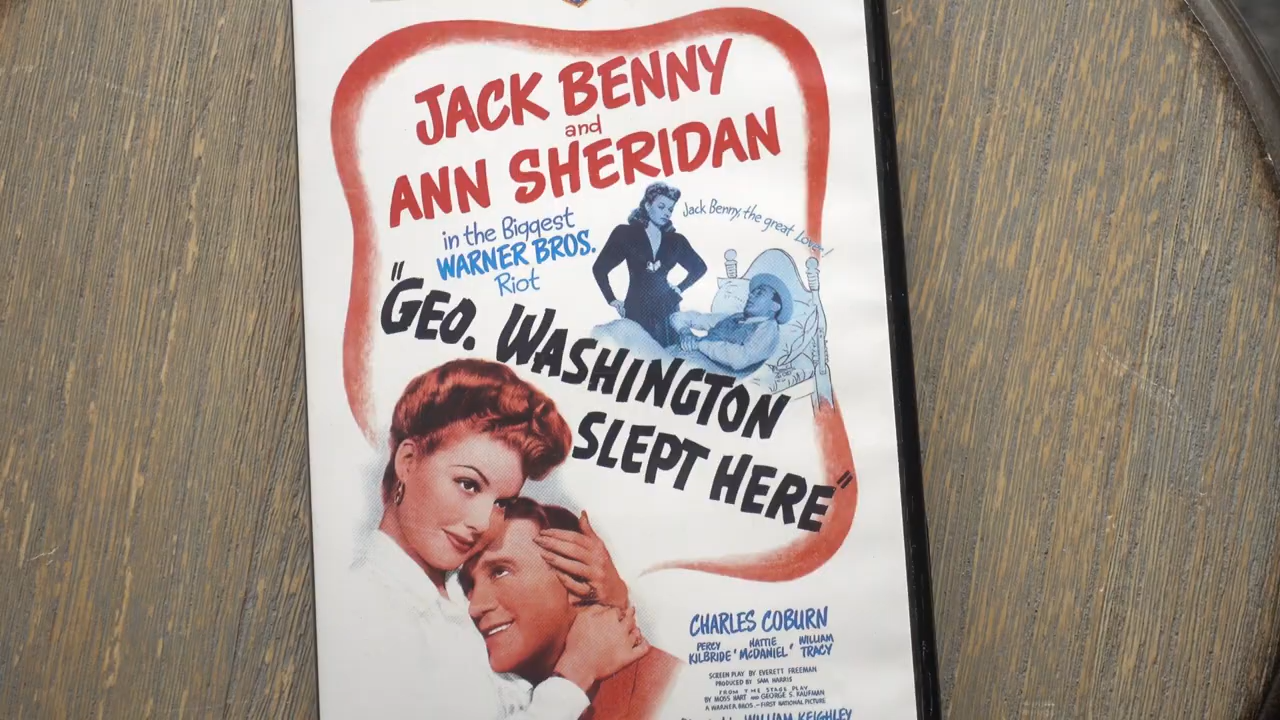 JACK BENNY
and
ANN SHERIDAN
in the Biggest
WARNER BROS.
Riot
Jack Benny, the great Lover!
"GEO. WASHINGTON
SLEPT HERE"
CHARLES COBURN
PERCY KILBRIDE · HATTIE McDANIEL · WILLIAM TRACY
SCREEN PLAY BY EVERETT FREEMAN
PRODUCED BY SAM HARRIS
FROM THE STAGE PLAY
BY MOSS HART AND GEORGE S. KAUFMAN
A WARNER BROS.-FIRST NATIONAL PICTURE
WILLIAM KEIGHLEY